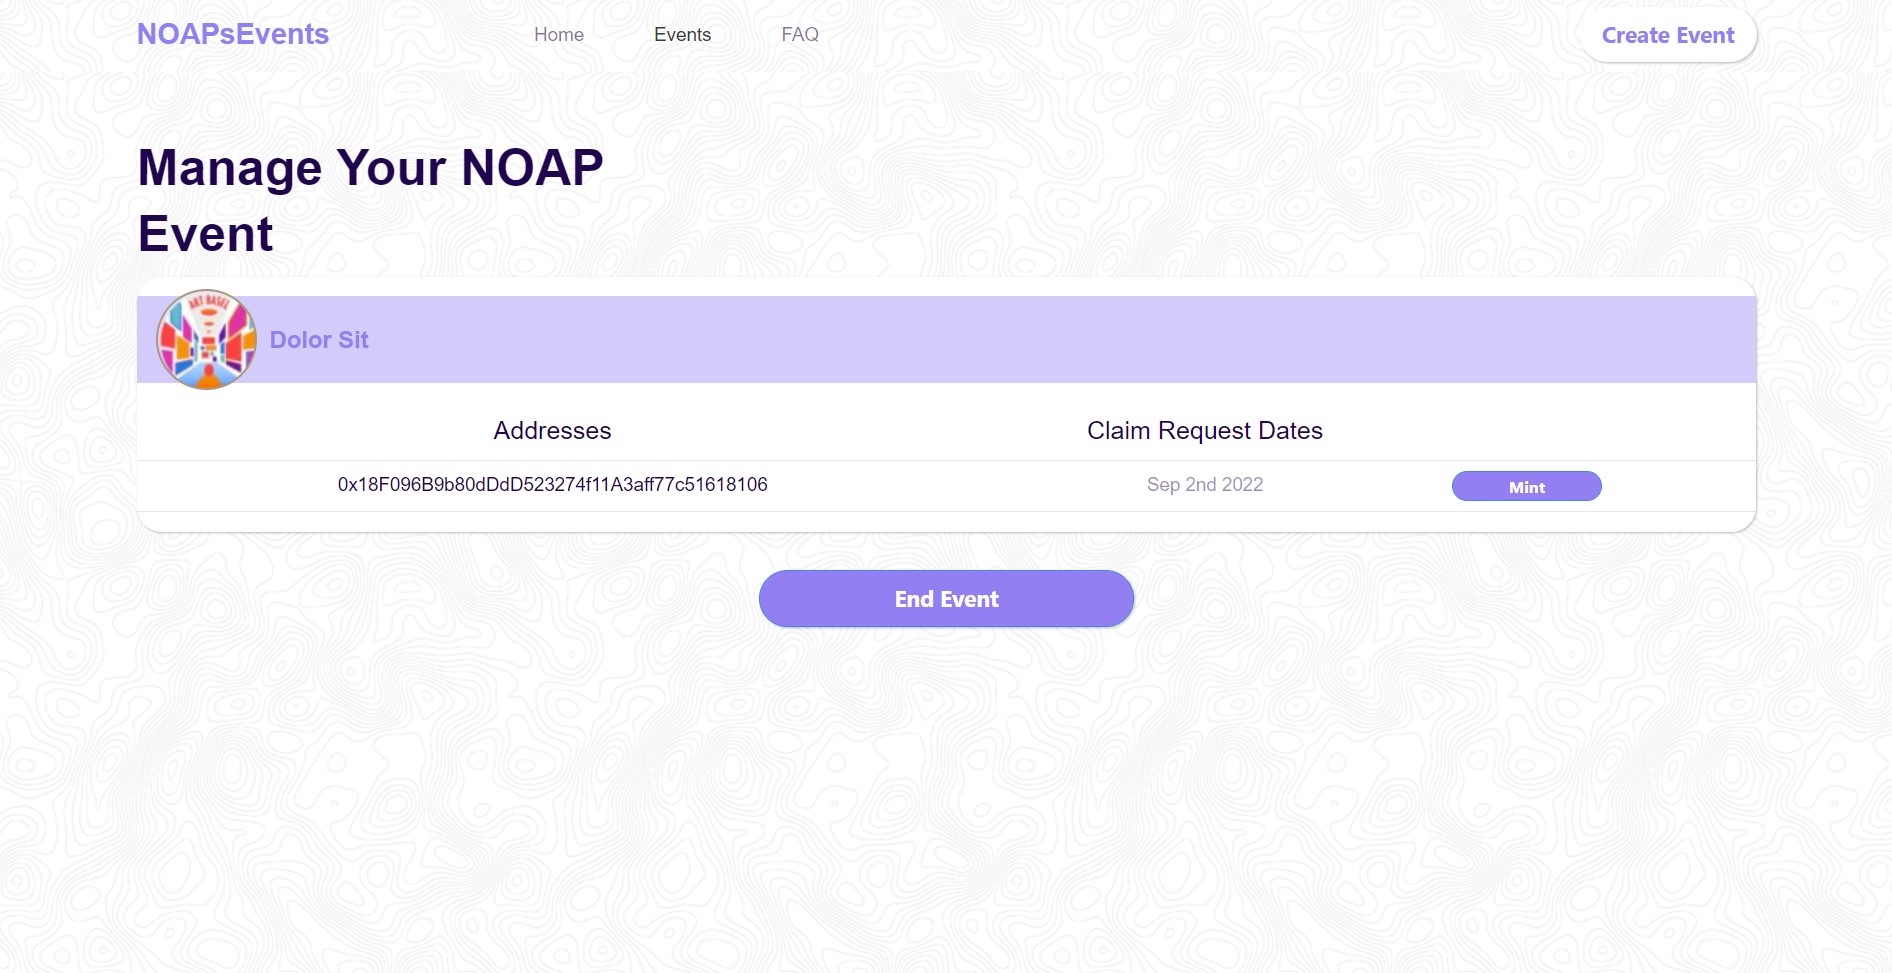 NOAPsEvents
Home
Events
FAQ
Create Event
Manage Your NOAP
Event
ART BASEL
Dolor Sit
Addresses
Claim Request Dates
0x18F096B9b80dDdD523274f11A3aff77c51618106
Sep 2nd 2022
Mint
End Event